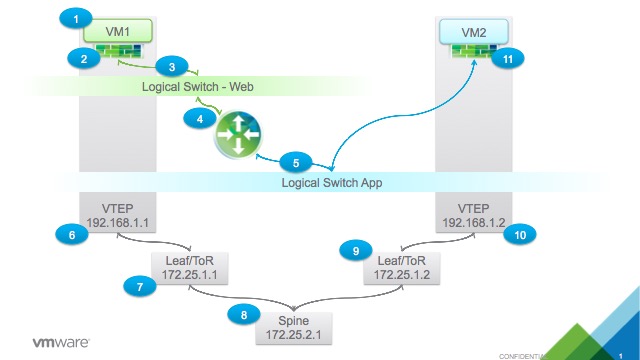 1
VM1
2
3
Logical Switch - Web
4
5
VM2
11
Logical Switch App
VTEP
192.168.1.1
6
VTEP
192.168.1.2
10
Leaf/ToR
172.25.1.1
7
9
Leaf/ToR
172.25.1.2
8
Spine
172.25.2.1
vmware
CONFIDENTIAL
1